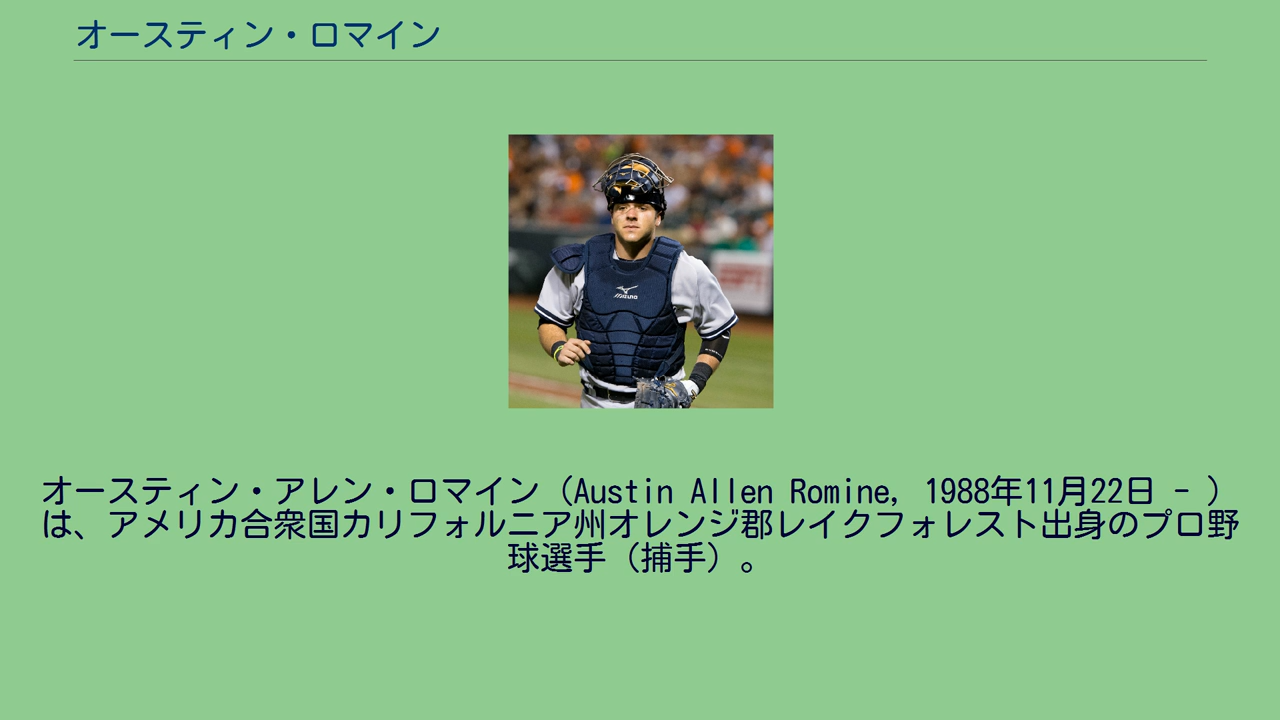 オースティン・ロマイン
MIZUNO
オースティン・アレン・ロマイン（Austin Allen Romine, 1988年11月22日 - ）
は、アメリカ合衆国カリフォルニア州オレンジ郡レイクフォレスト出身のプロ野
球選手（捕手）。